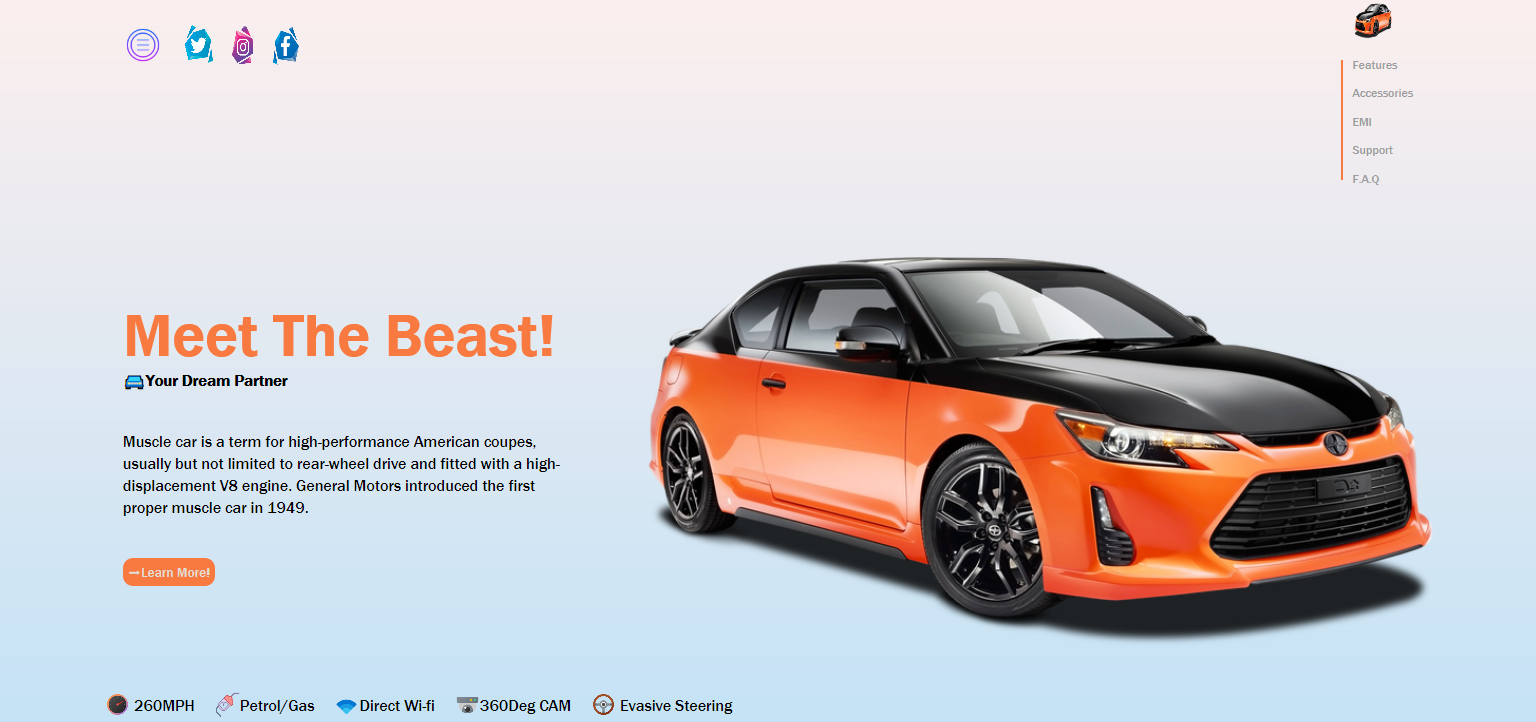 Features
Accessories
EMI
Support
F.A.Q
Meet The Beast!
Your Dream Partner
Muscle car is a term for high-performance American coupes,
usually but not limited to rear-wheel drive and fitted with a high-
displacement V8 engine. General Motors introduced the first
proper muscle car in 1949.
Learn More!
260MPH Petrol/Gas Direct Wi-fi 360Deg CAM Evasive Steering